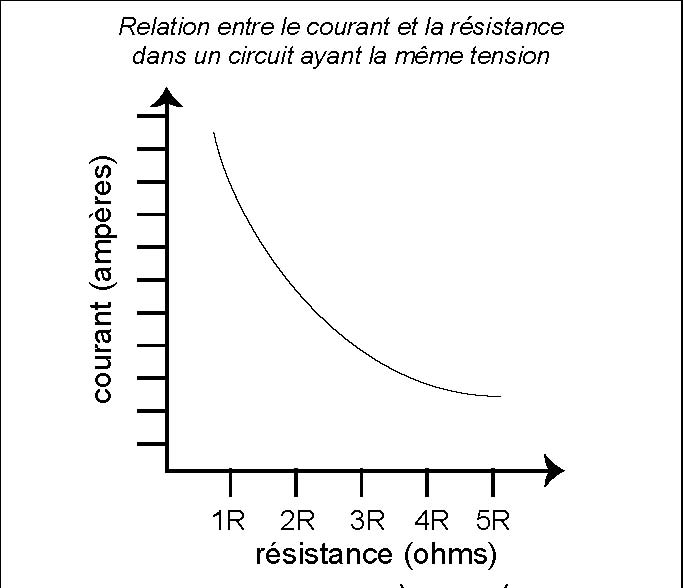 Relation entre le courant et la résistance
dans un circuit ayant la même tension
courant (ampères)
1R 2R 3R 4R 5R
résistance (ohms)